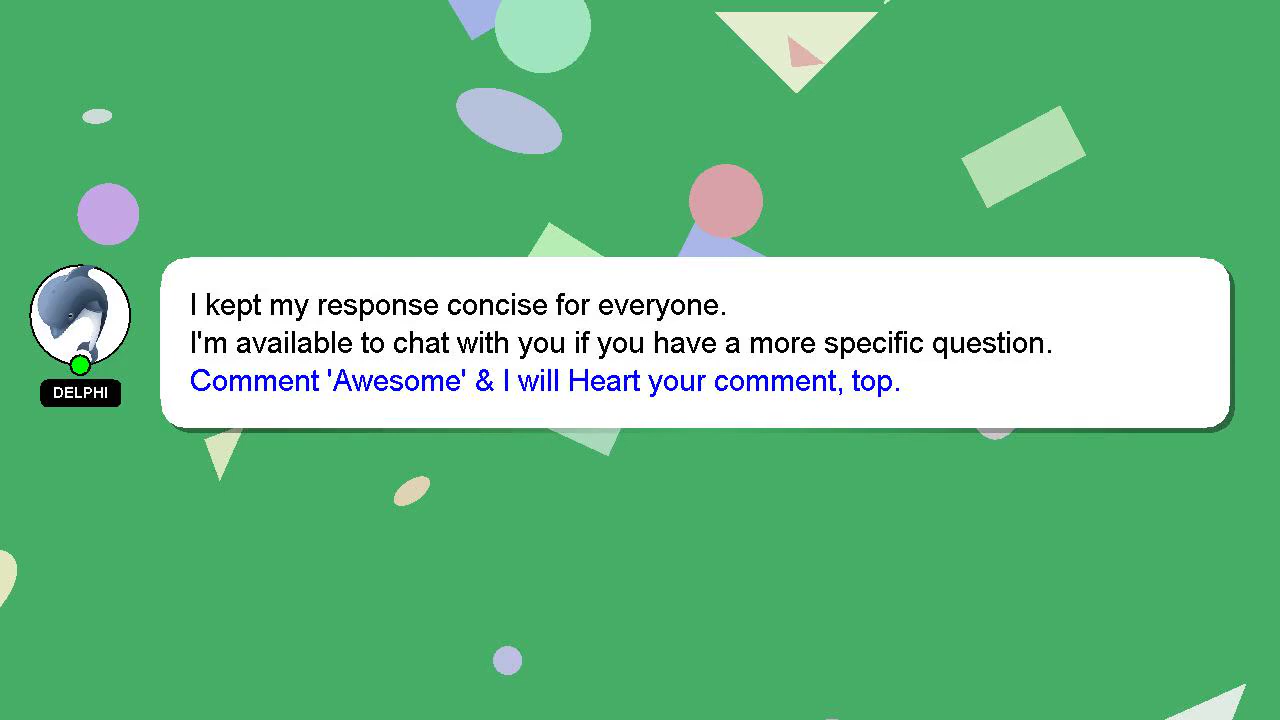 I kept my response concise for everyone.
I'm available to chat with you if you have a more specific question.
Comment 'Awesome' & I will Heart your comment, top.
DELPHI